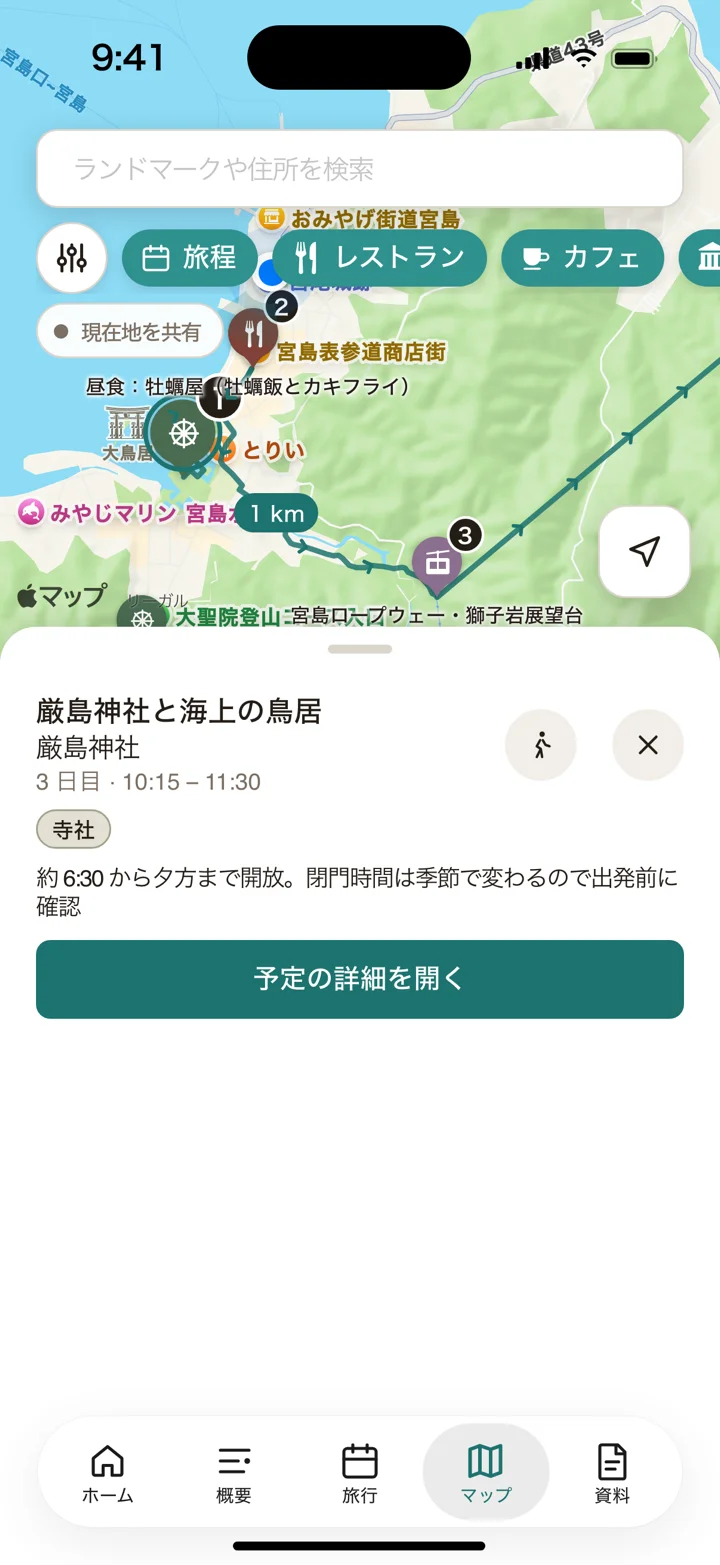 9:41
道43号
宮島口~宮島
ランドマークや住所を検索
おみやげ街道宮島
旅程
レストラン
カフェ
現在地を共有
2
宮島表参道商店街
昼食：牡蠣屋（牡蠣飯とカキフライ）
1
大鳥居
とりい
みやじマリン 宮島
1 km
3
マップ
リーガル
大聖院登山
宮島ロープウェー・獅子岩展望台
厳島神社と海上の鳥居
厳島神社
3 日目 · 10:15 – 11:30
寺社
約 6:30 から夕方まで開放。閉門時間は季節で変わるので出発前に
確認
予定の詳細を開く
ホーム
概要
旅行
マップ
資料